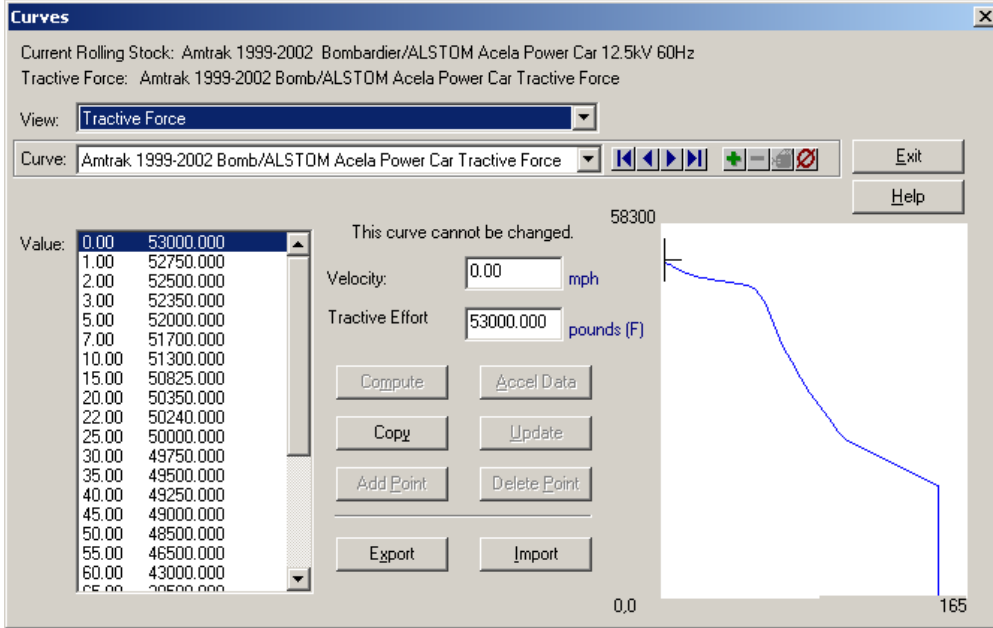 Curves
Current Rolling Stock: Amtrak 1999-2002 Bombardier/ALSTOM Acela Power Car 12.5kV 60Hz
Tractive Force: Amtrak 1999-2002 Bomb/ALSTOM Acela Power Car Tractive Force
View: Tractive Force
Curve: Amtrak 1999-2002 Bomb/ALSTOM Acela Power Car Tractive Force
Exit
Help
Value:
0.00 53000.000
1.00 52750.000
2.00 52500.000
3.00 52350.000
5.00 52000.000
7.00 51700.000
10.00 51300.000
15.00 50825.000
20.00 50350.000
22.00 50240.000
25.00 50000.000
30.00 49750.000
35.00 49500.000
40.00 49250.000
45.00 49000.000
50.00 48500.000
55.00 46500.000
60.00 43000.000
This curve cannot be changed.
Velocity: 0.00 mph
Tractive Effort 53000.000 pounds (F)
Compute Accel Data
Copy Update
Add Point Delete Point
Export Import
58300
0,0 165